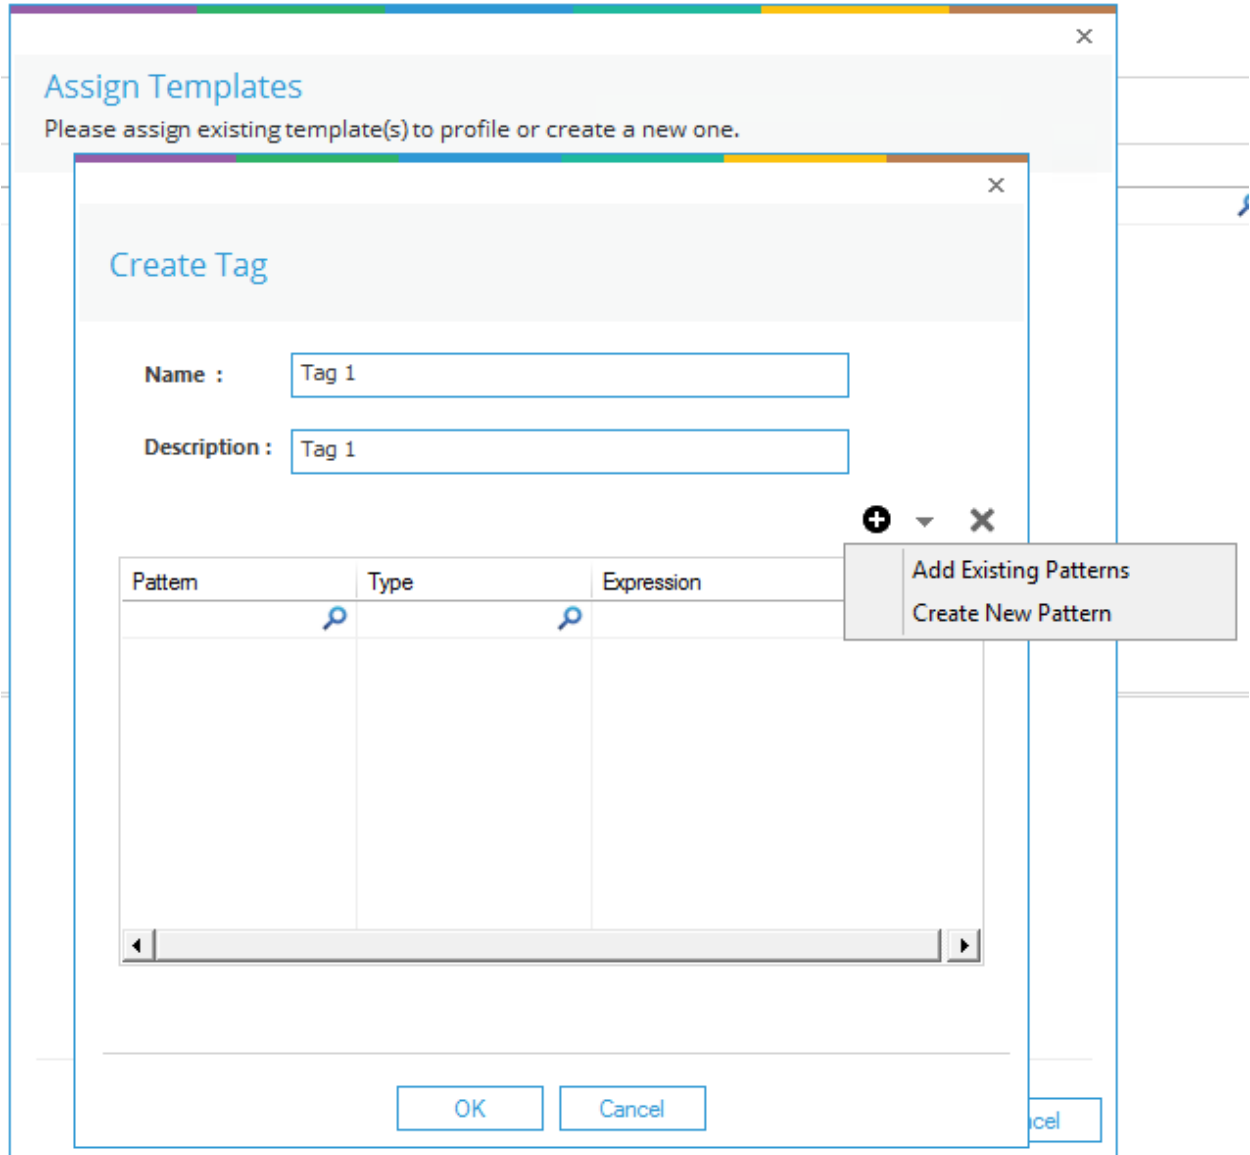 Assign Templates
Please assign existing template(s) to profile or create a new one.
Create Tag
Name :
Tag 1
Description :
Tag 1
Add Existing Patterns
Create New Pattern
Pattern Type Expression
OK Cancel